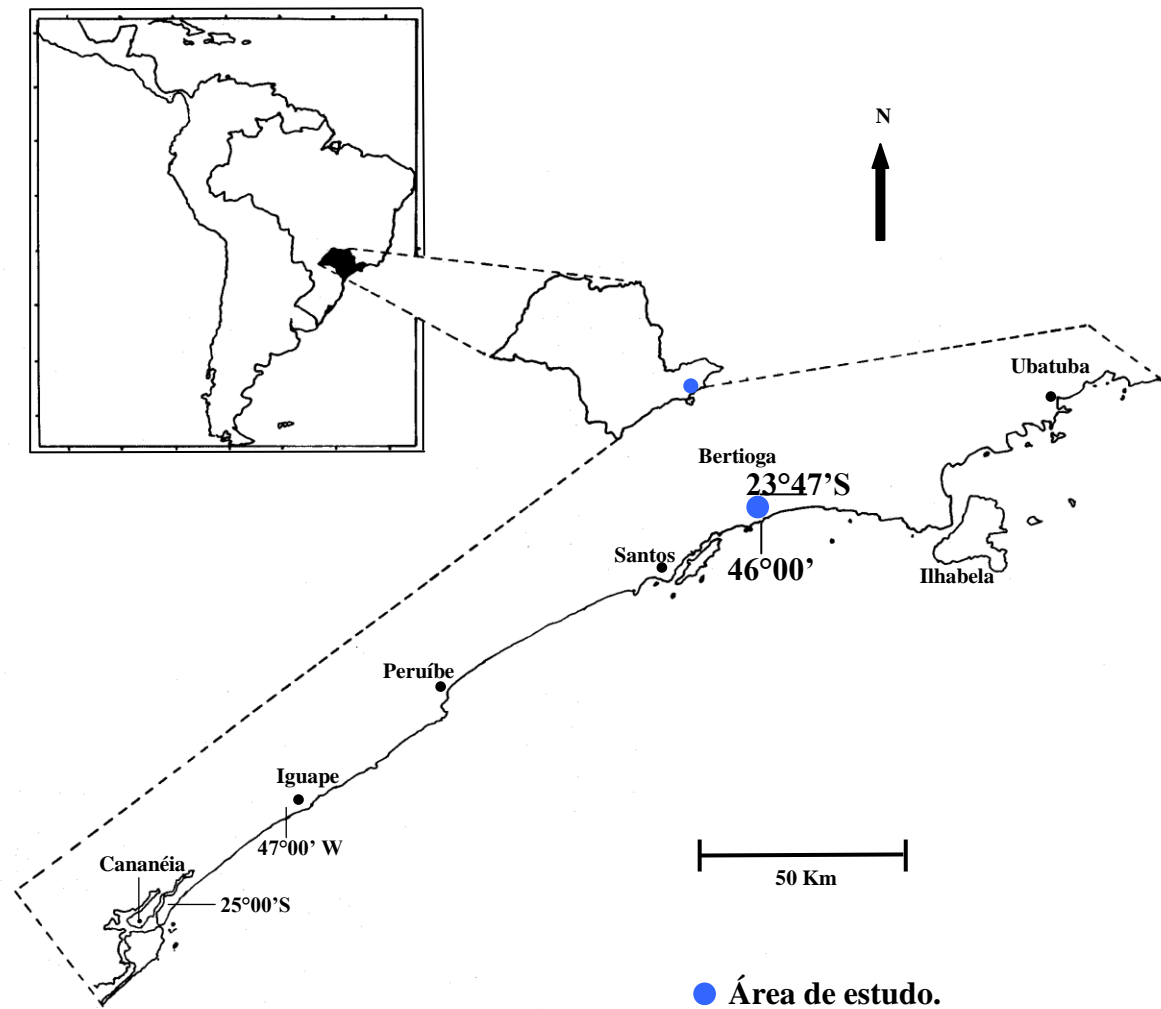 N
Ubatuba
Bertioga
23°47’S
Santos
46°00’
Ilhabela
Peruíbe
Iguape
47°00’ W
Cananéia
25°00’S
50 Km
Área de estudo.